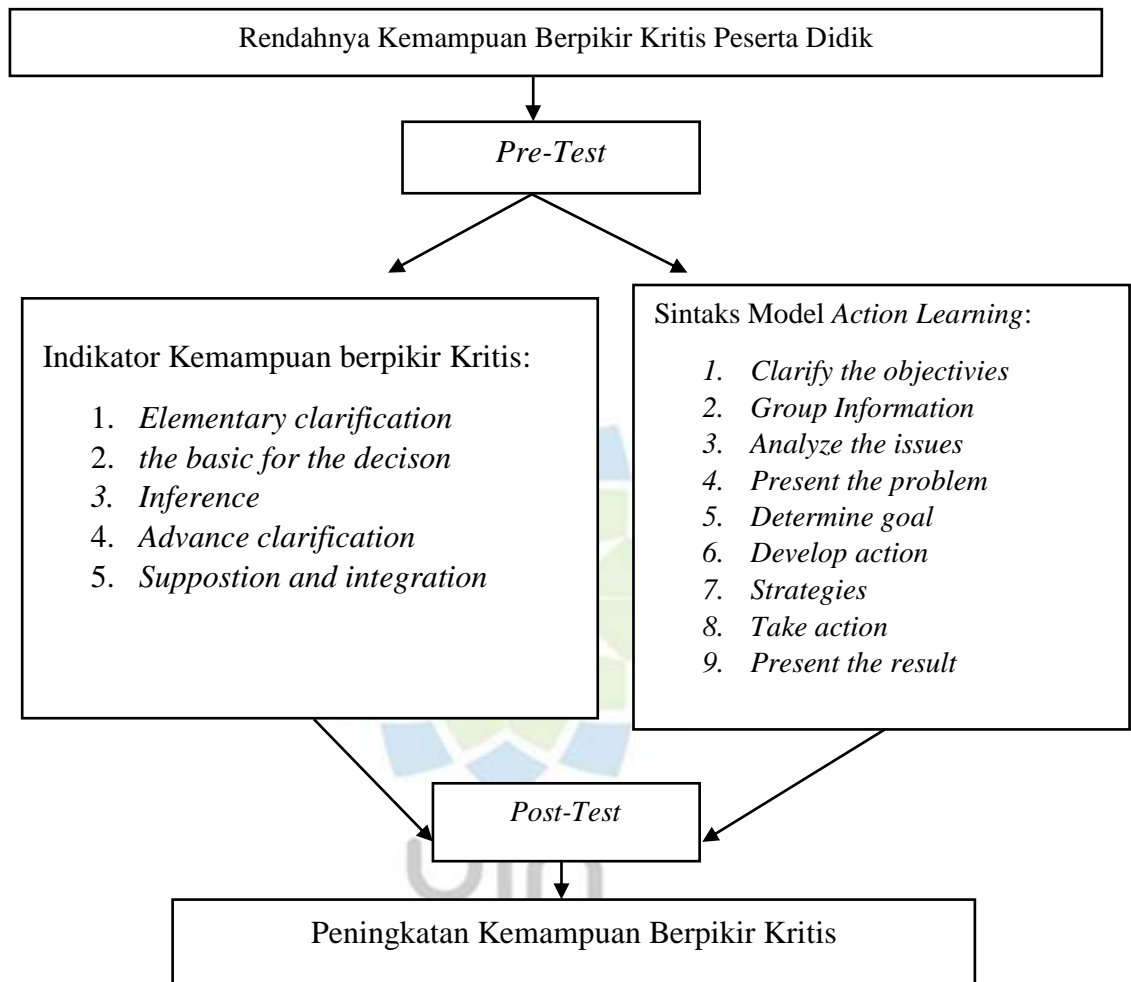 Rendahnya Kemampuan Berpikir Kritis Peserta Didik
Pre-Test
Indikator Kemampuan berpikir Kritis:
1. Elementary clarification
2. the basic for the decison
3. Inference
4. Advance clarification
5. Suppostion and integration
Sintaks Model Action Learning:
1. Clarify the objectivies
2. Group Information
3. Analyze the issues
4. Present the problem
5. Determine goal
6. Develop action
7. Strategies
8. Take action
9. Present the result
Post-Test
uin
Peningkatan Kemampuan Berpikir Kritis